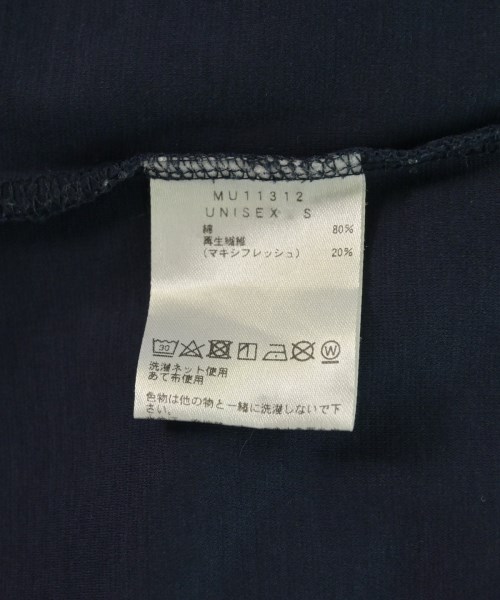 MU11312
UNISEX S
綿 80%
再生繊維
(マキシフレッシュ) 20%
30
W
洗濯ネット使用
あて布使用
色物は他の物と一緒に洗濯しないで下
さい。